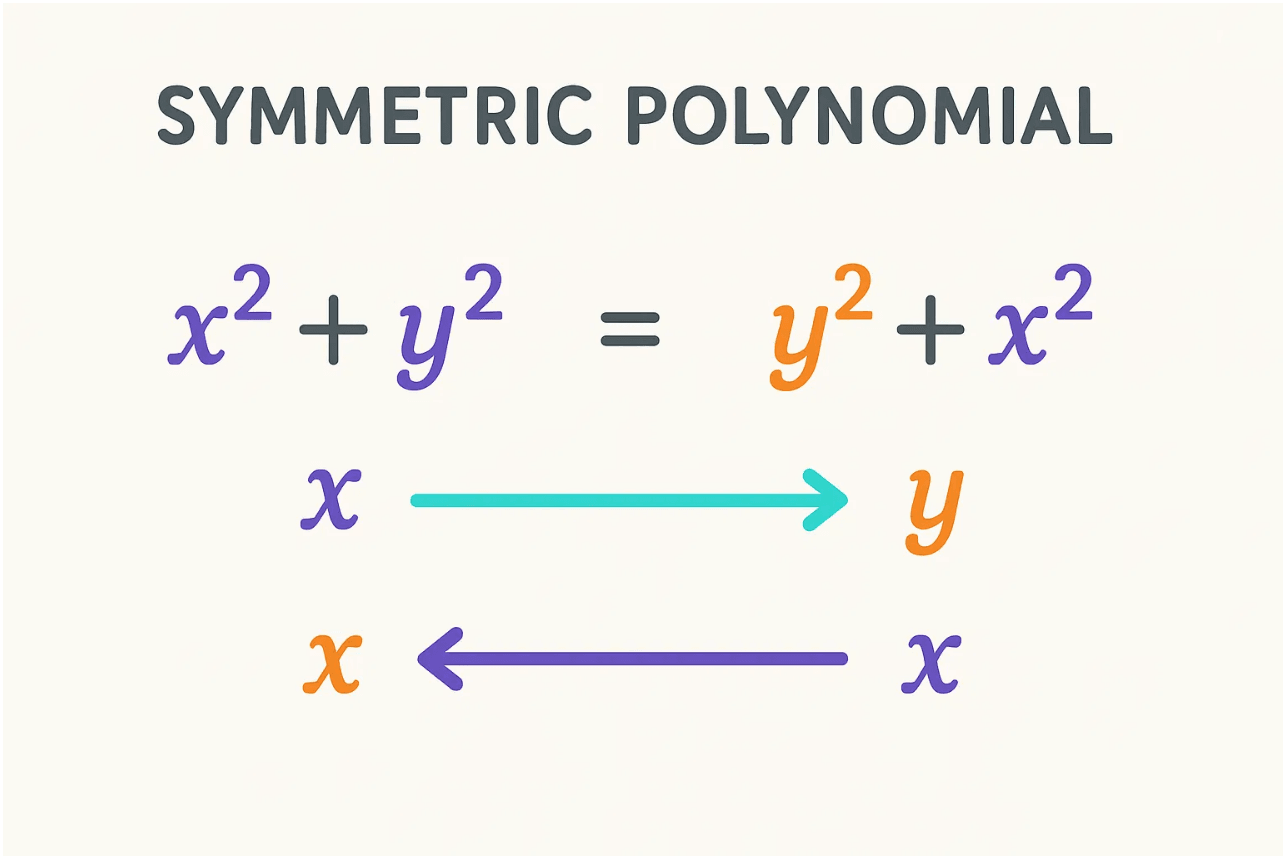 SYMMETRIC POLYNOMIAL
x² + y² = y² + x²
x → y
x ← x